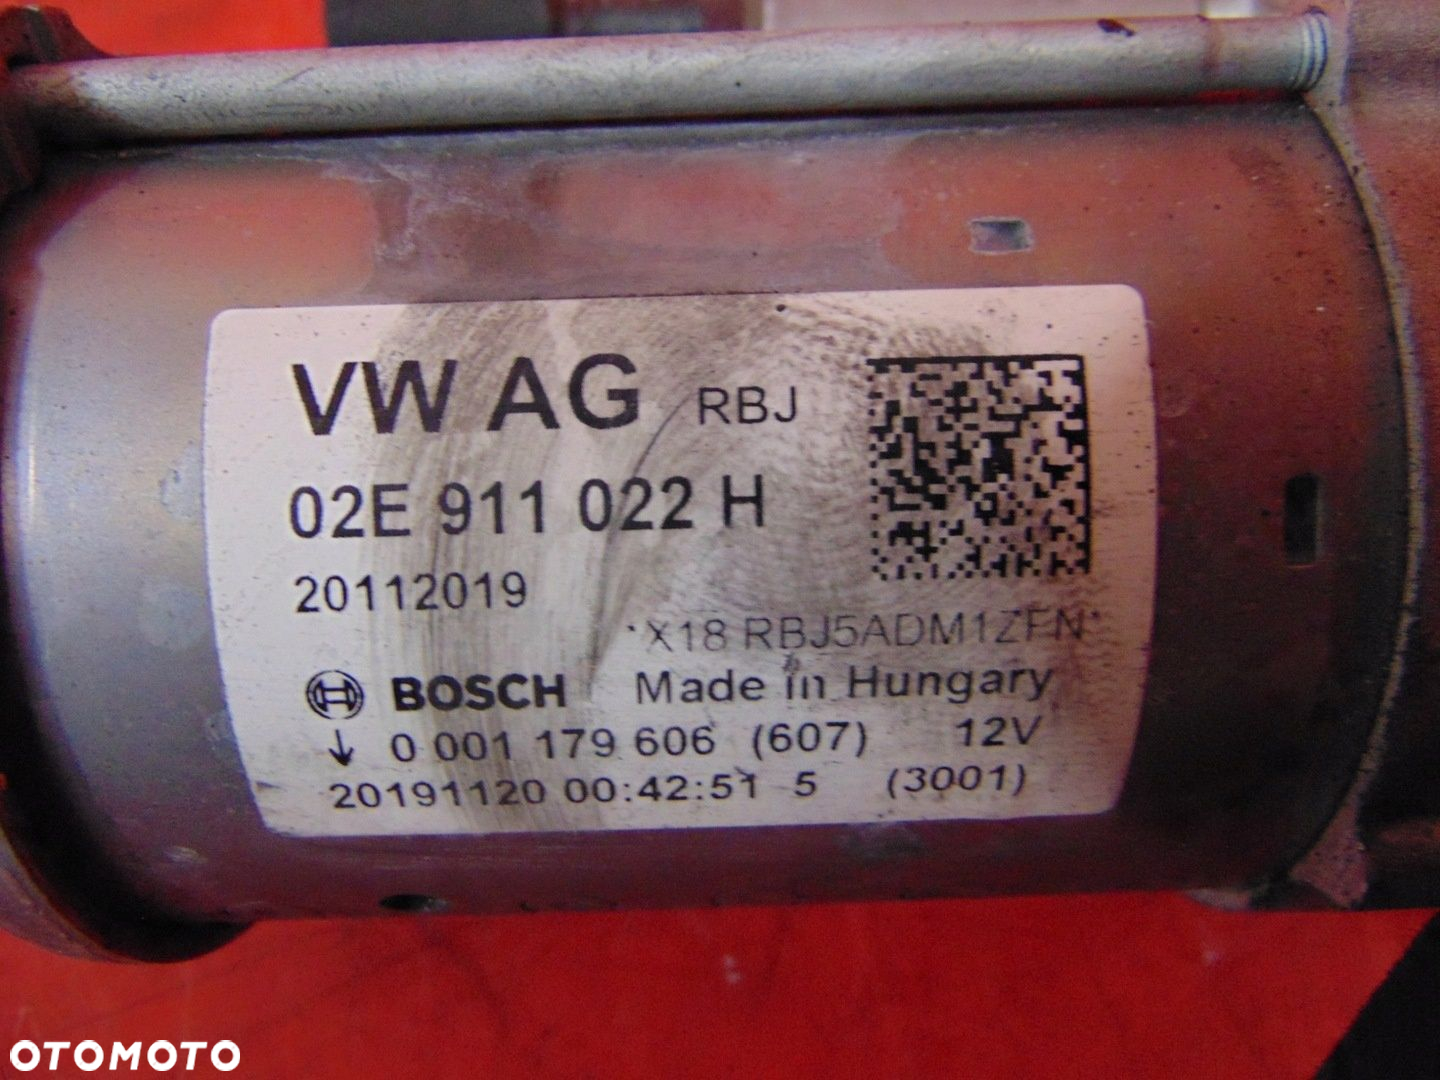 VW AG RBJ
02E 911 022 H
20112019
*X18 RBJ5ADM1ZFN*
BOSCH Made in Hungary
↓ 0 001 179 606 (607) 12V
20191120 00:42:51 5 (3001)
OTOMOTO